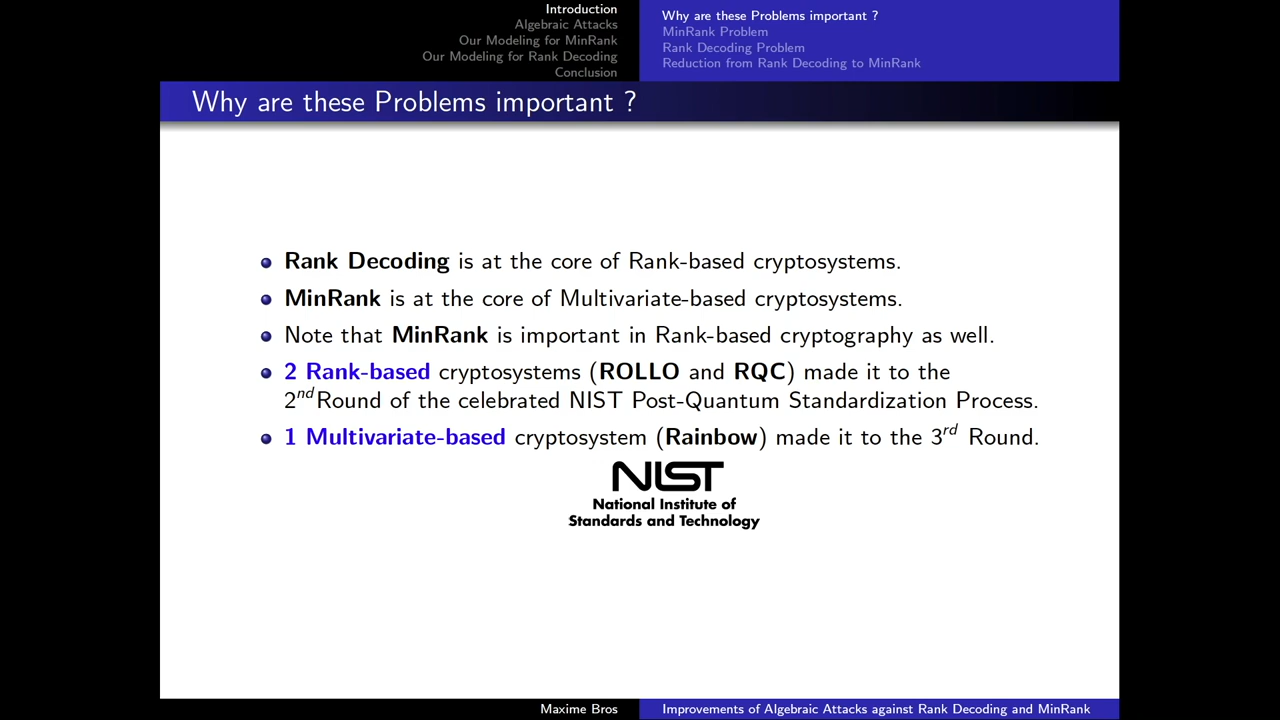 Introduction
Algebraic Attacks
Our Modeling for MinRank
Our Modeling for Rank Decoding
Conclusion
Why are these Problems important ?
MinRank Problem
Rank Decoding Problem
Reduction from Rank Decoding to MinRank
Why are these Problems important ?
Rank Decoding is at the core of Rank-based cryptosystems.
MinRank is at the core of Multivariate-based cryptosystems.
Note that MinRank is important in Rank-based cryptography as well.
2 Rank-based cryptosystems (ROLLO and RQC) made it to the
2nd Round of the celebrated NIST Post-Quantum Standardization Process.
1 Multivariate-based cryptosystem (Rainbow) made it to the 3rd Round.
NIST
National Institute of
Standards and Technology
Maxime Bros
Improvements of Algebraic Attacks against Rank Decoding and MinRank